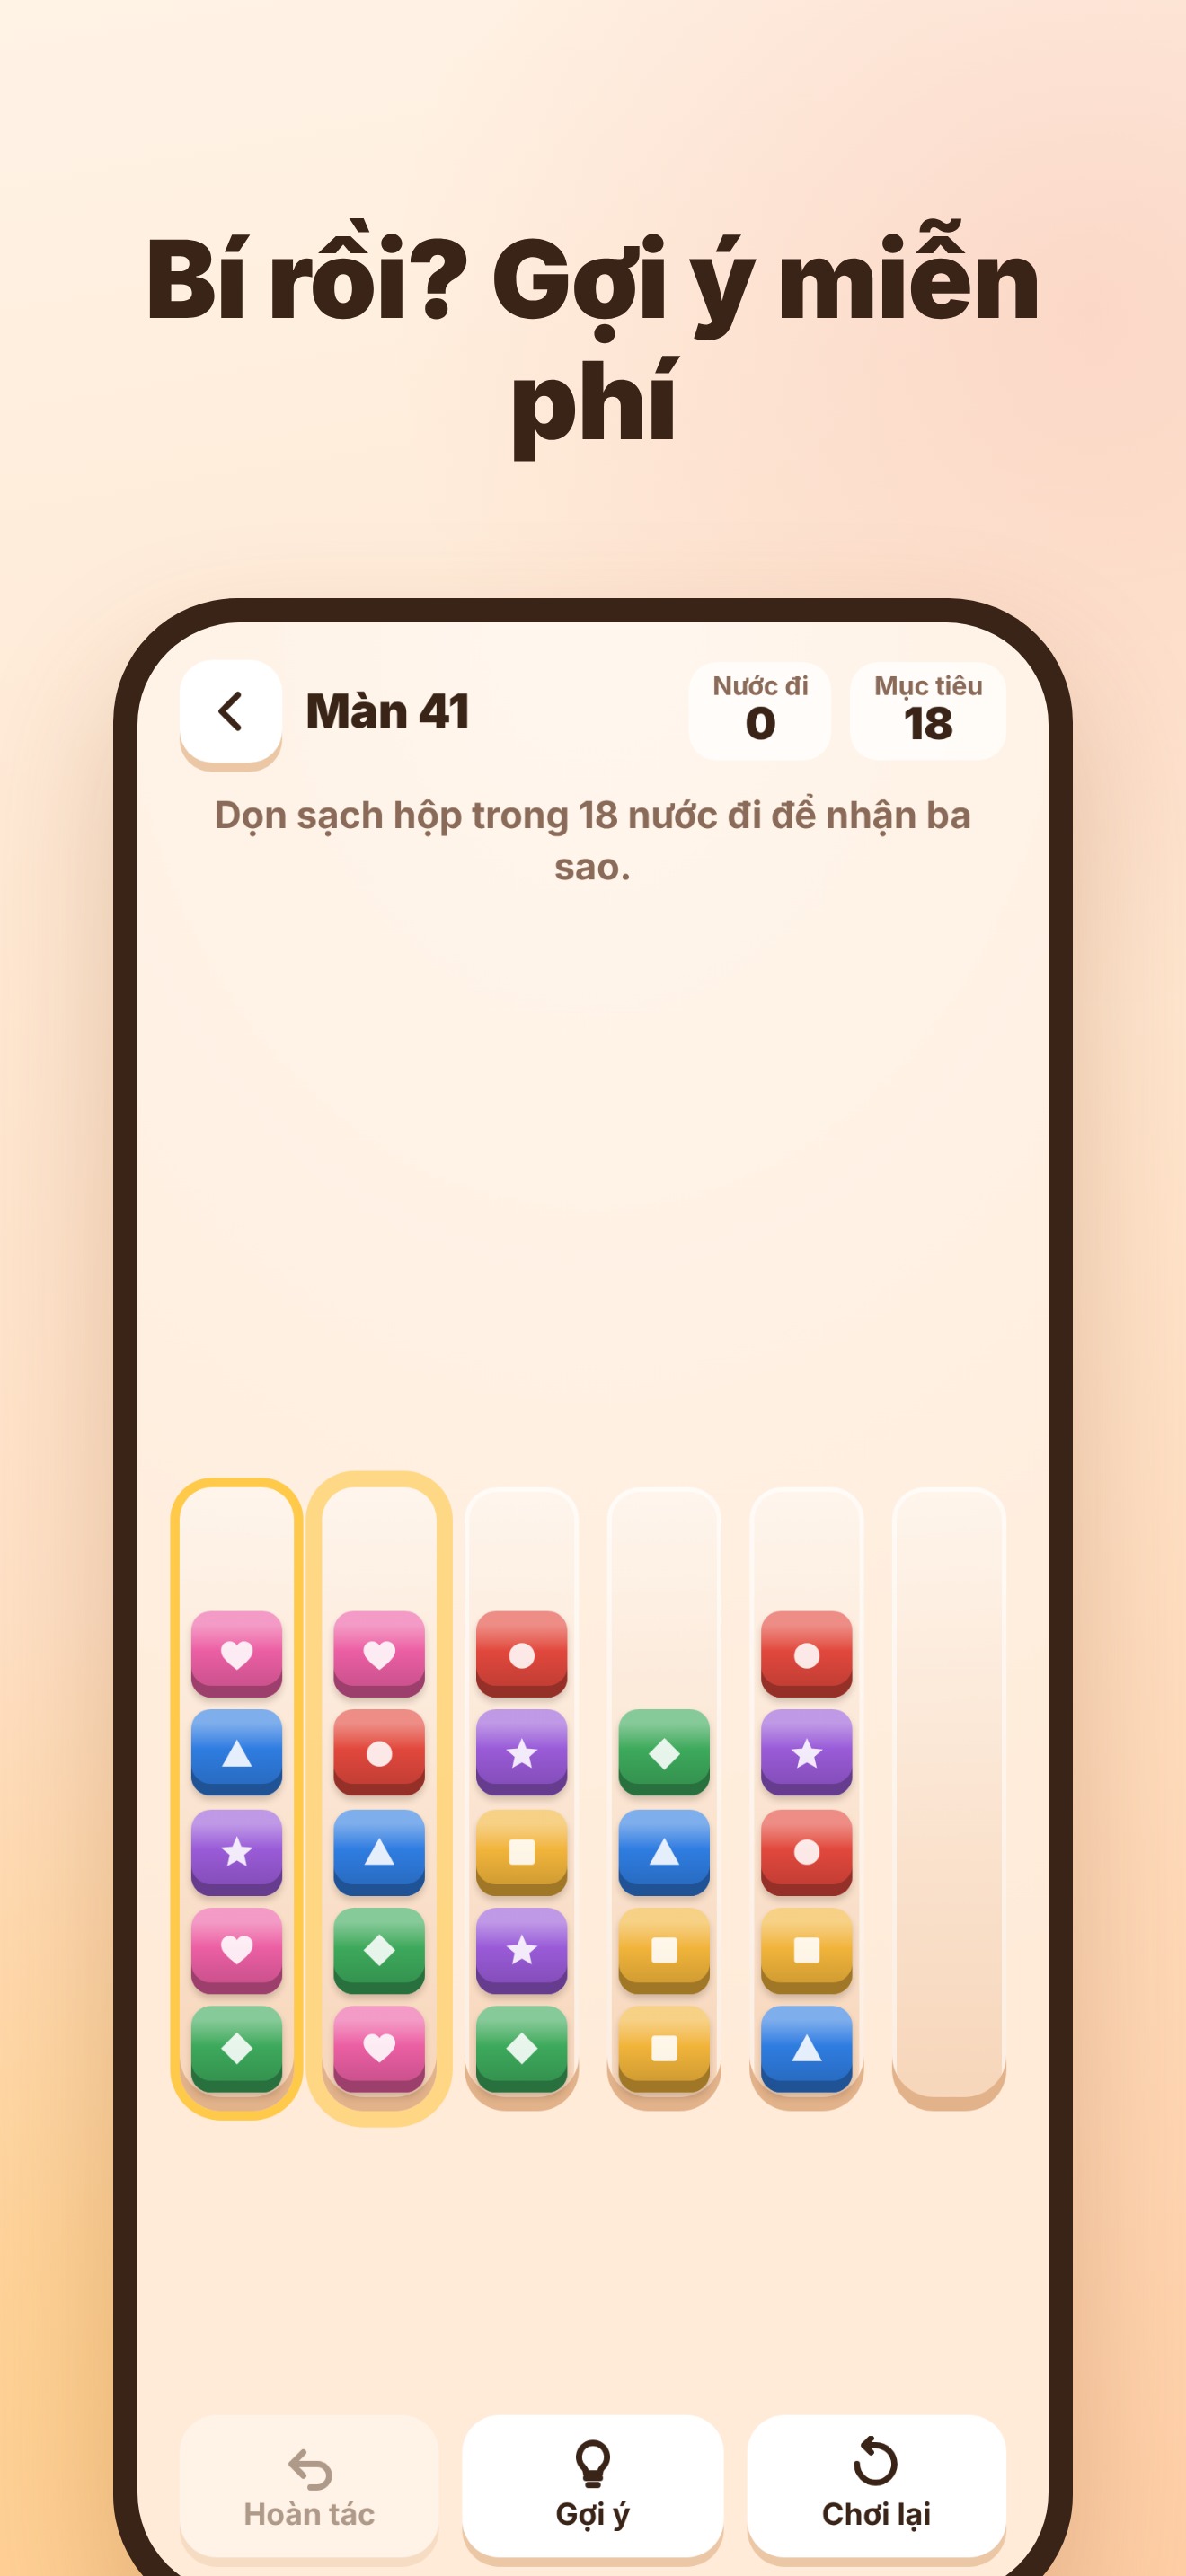 Bí rồi? Gợi ý miễn
phí
Màn 41
Nước đi
0
Mục tiêu
18
Dọn sạch hộp trong 18 nước đi để nhận ba
sao.
Hoàn tác
Gợi ý
Chơi lại